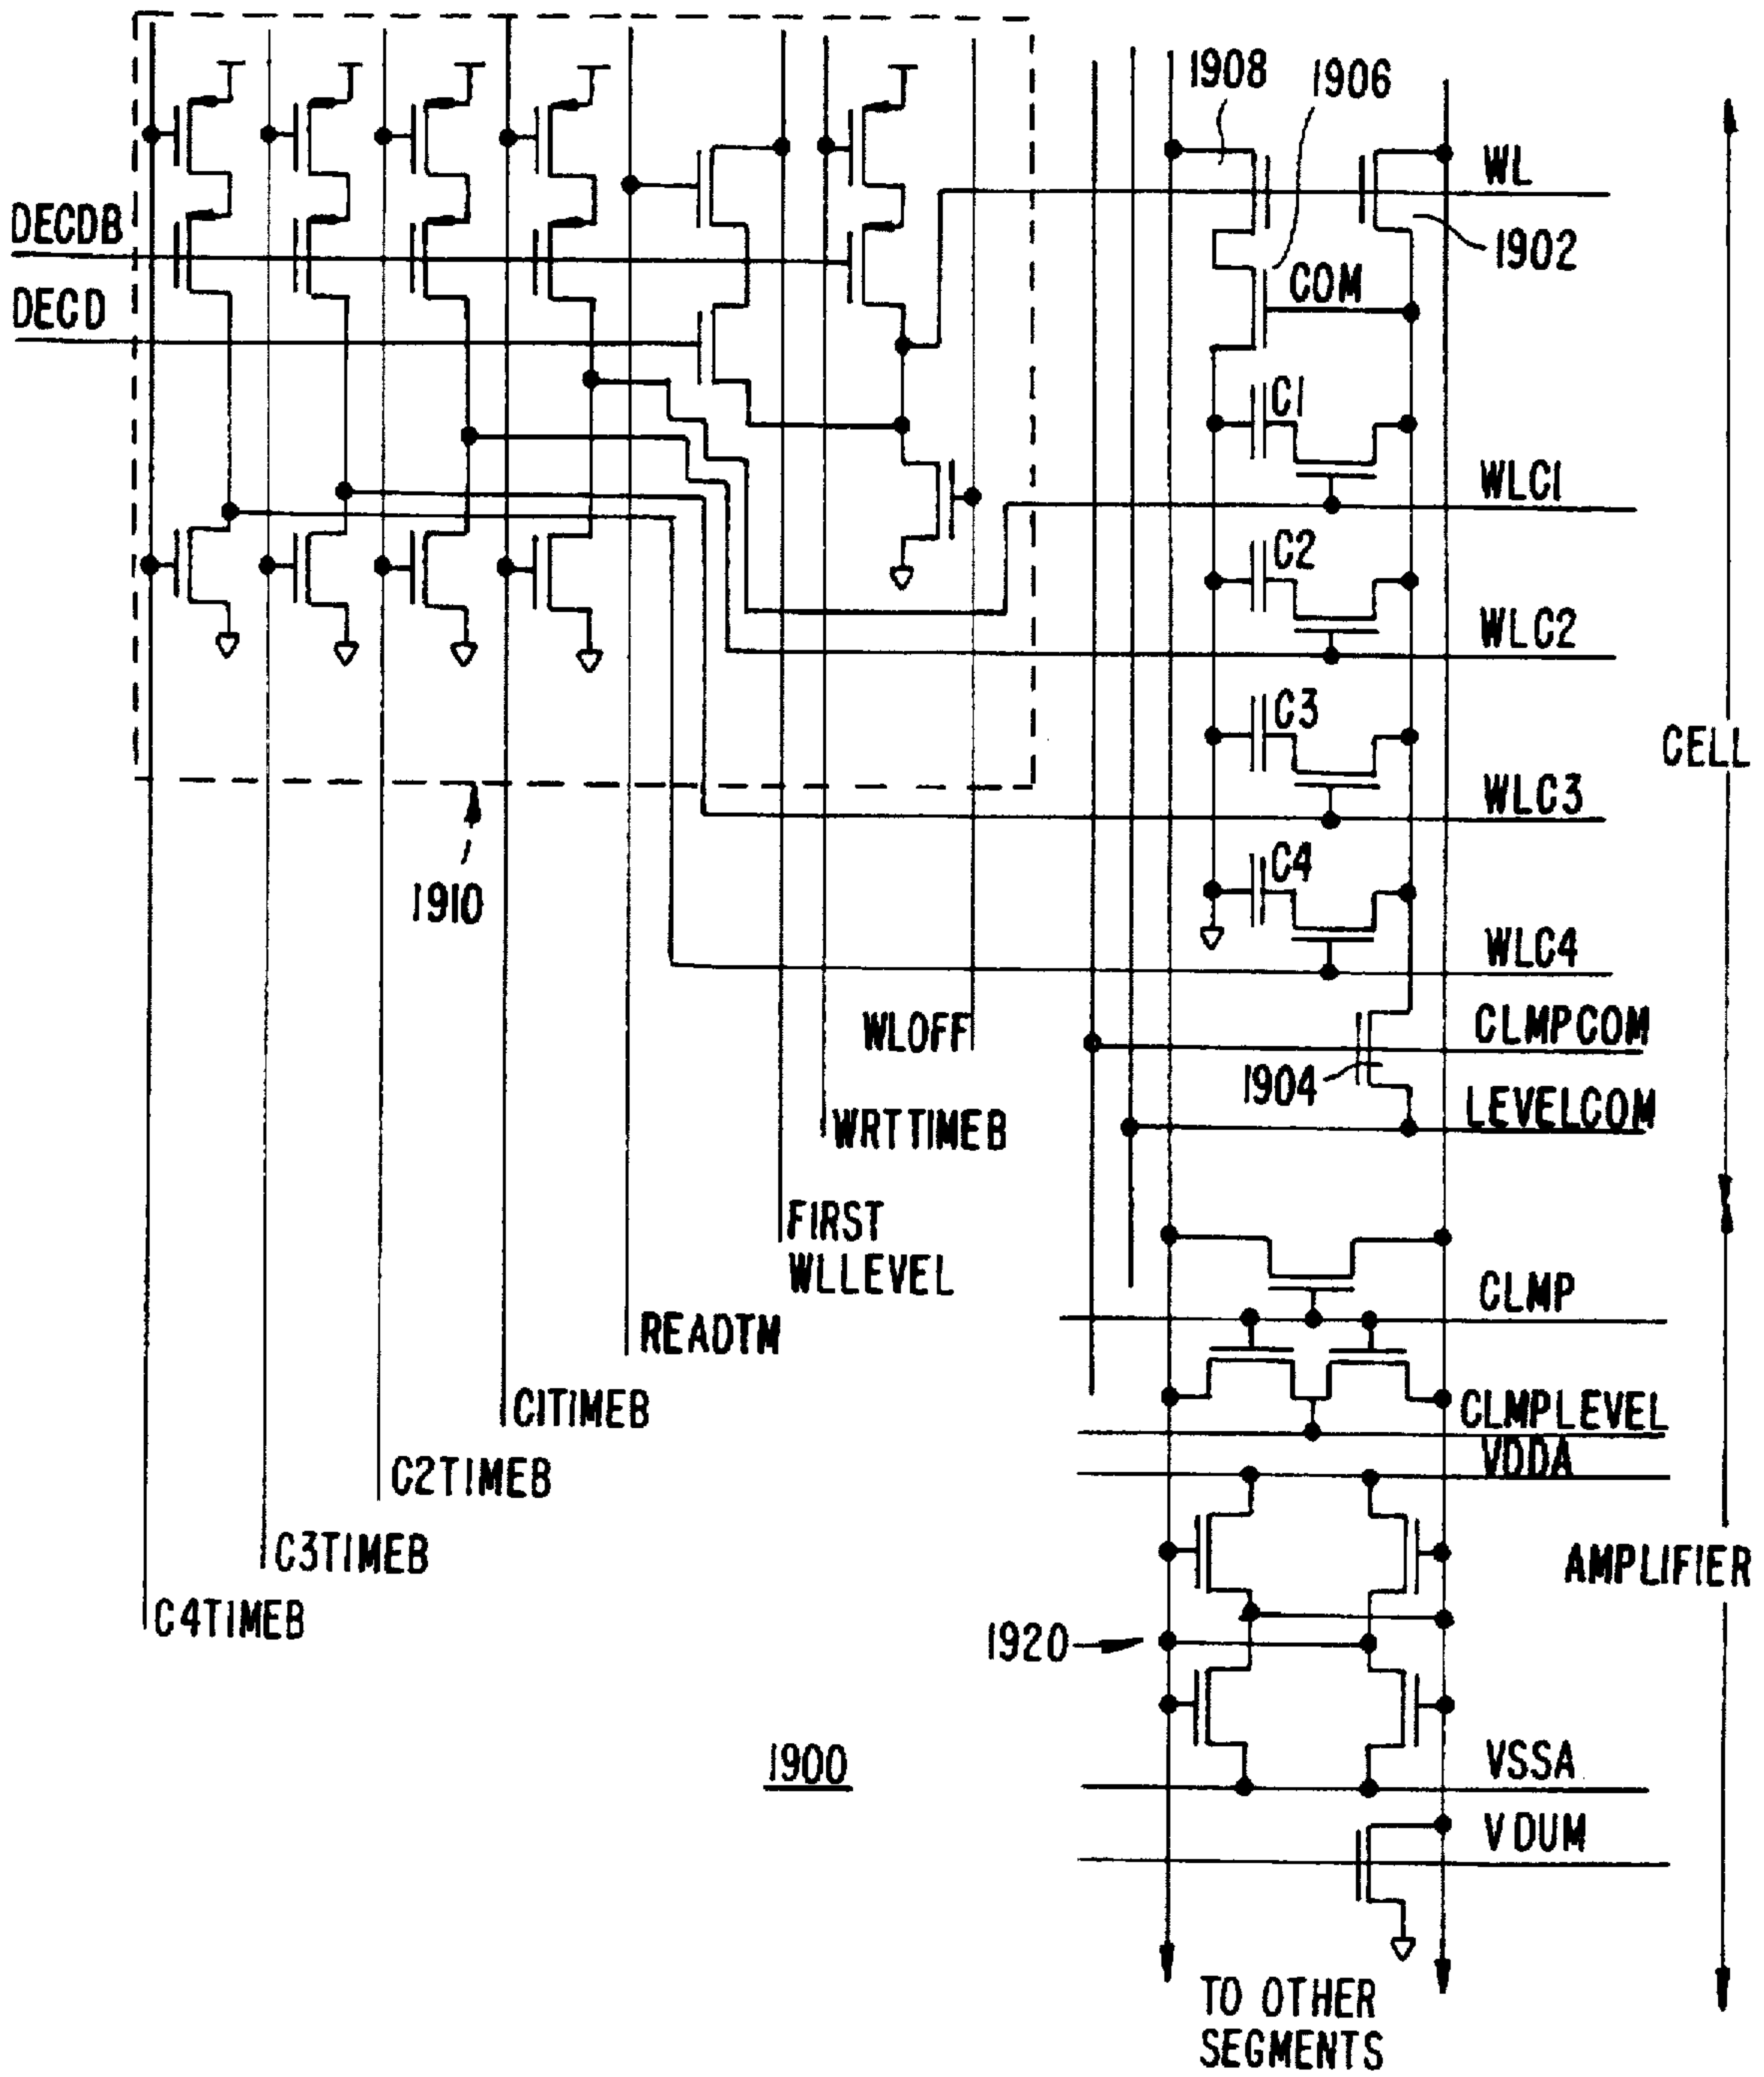 1908
1906
WL
DECDB
1902
COM
DECD
C1
WLC1
C2
WLC2
C3
CELL
WLC3
C4
1910
WLC4
WLOFF
CLMPCOM
1904
LEVELCOM
WRTTIMEB
FIRST
WLLEVEL
CLMP
READTM
C1TIMEB
CLMPLEVEL
VDDA
C2TIMEB
C3TIMEB
AMPLIFIER
C4TIMEB
1920
1900
VSSA
VDUM
TO OTHER
SEGMENTS